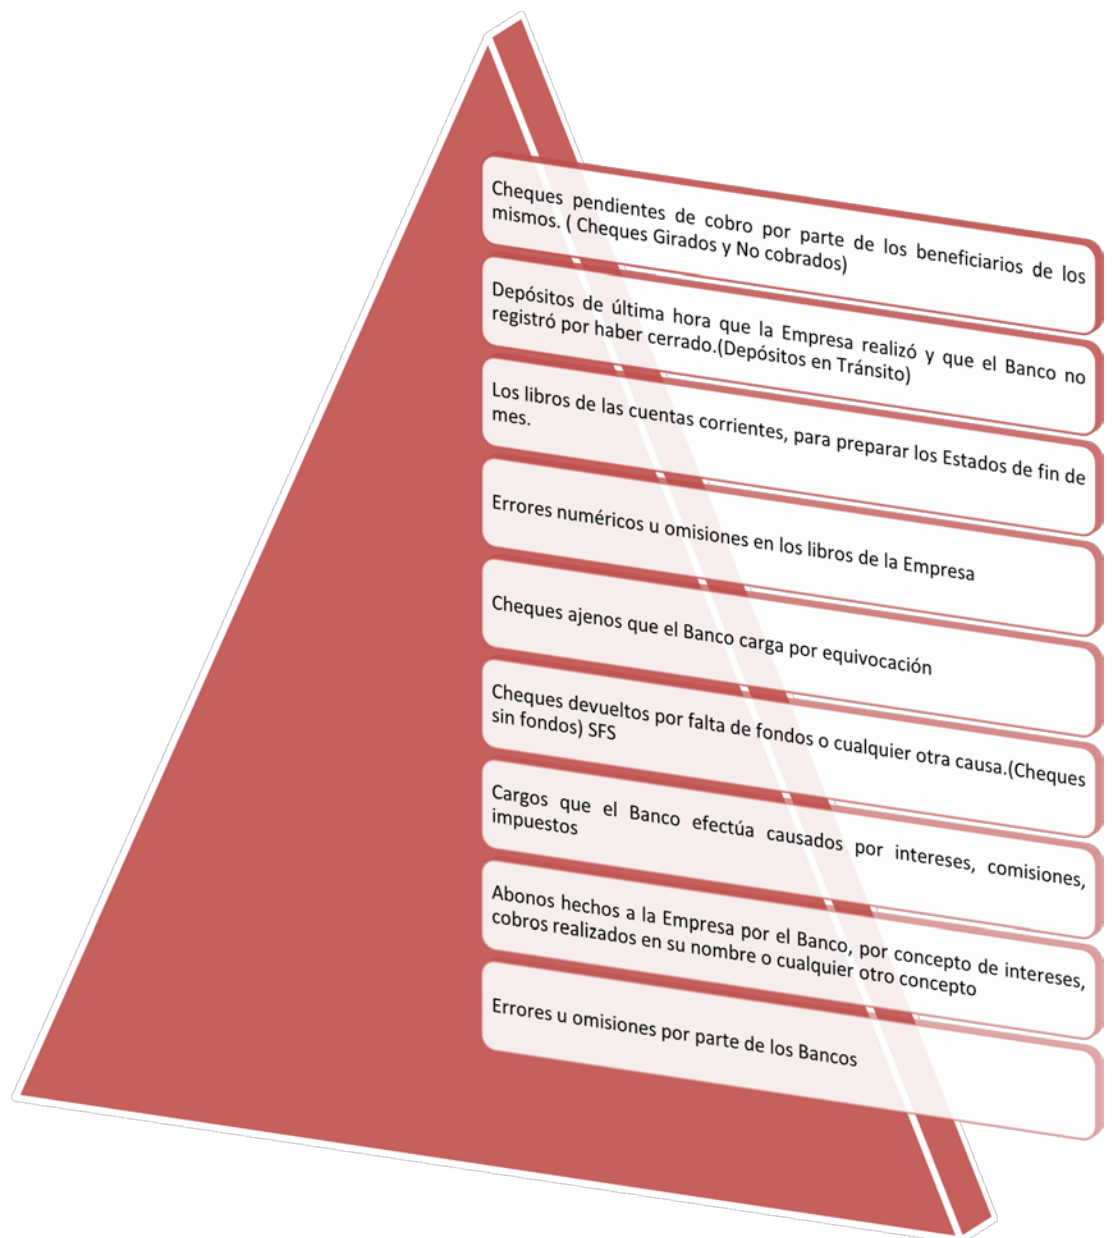 Cheques pendientes de cobro por parte de los beneficiarios de los
mismos. ( Cheques Girados y No cobrados)
Depósitos de última hora que la Empresa realizó y que el Banco no
registró por haber cerrado.(Depósitos en Tránsito)
Los libros de las cuentas corrientes, para preparar los Estados de fin de
mes.
Errores numéricos u omisiones en los libros de la Empresa
Cheques ajenos que el Banco carga por equivocación
Cheques devueltos por falta de fondos o cualquier otra causa.(Cheques
sin fondos) SFS
Cargos que el Banco efectúa causados por intereses, comisiones,
impuestos
Abonos hechos a la Empresa por el Banco, por concepto de intereses,
cobros realizados en su nombre o cualquier otro concepto
Errores u omisiones por parte de los Bancos